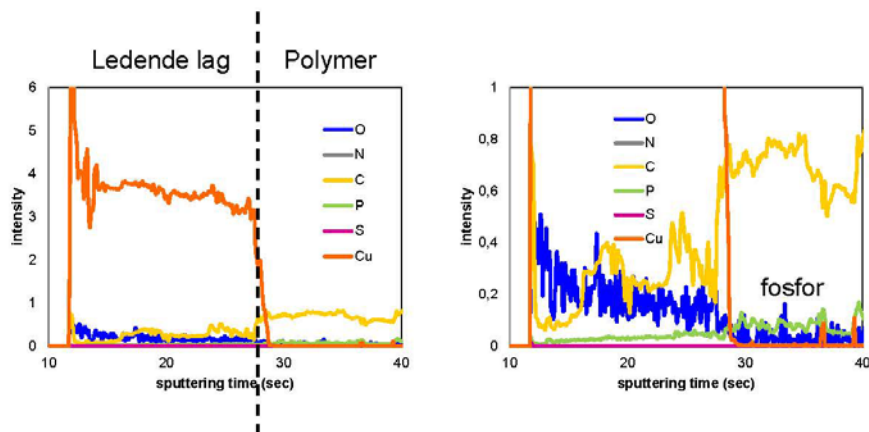 Ledende lag Polymer
6
5
4
3
2
1
0
intensity
O
N
C
P
S
Cu
10 20 30 40
sputtering time (sec)
1
0,8
0,6
0,4
0,2
0
intensity
O
N
C
P
S
Cu
fosfor
10 20 30 40
sputtering time (sec)